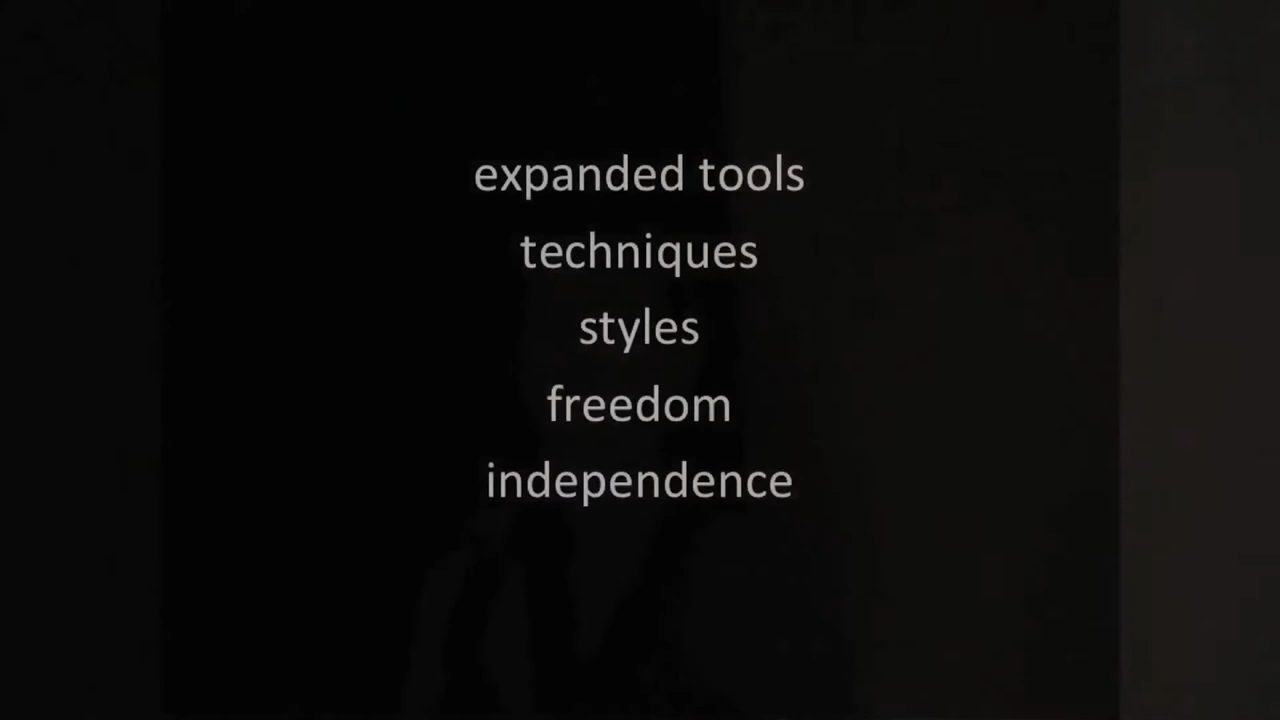 expanded tools
techniques
styles
freedom
independence